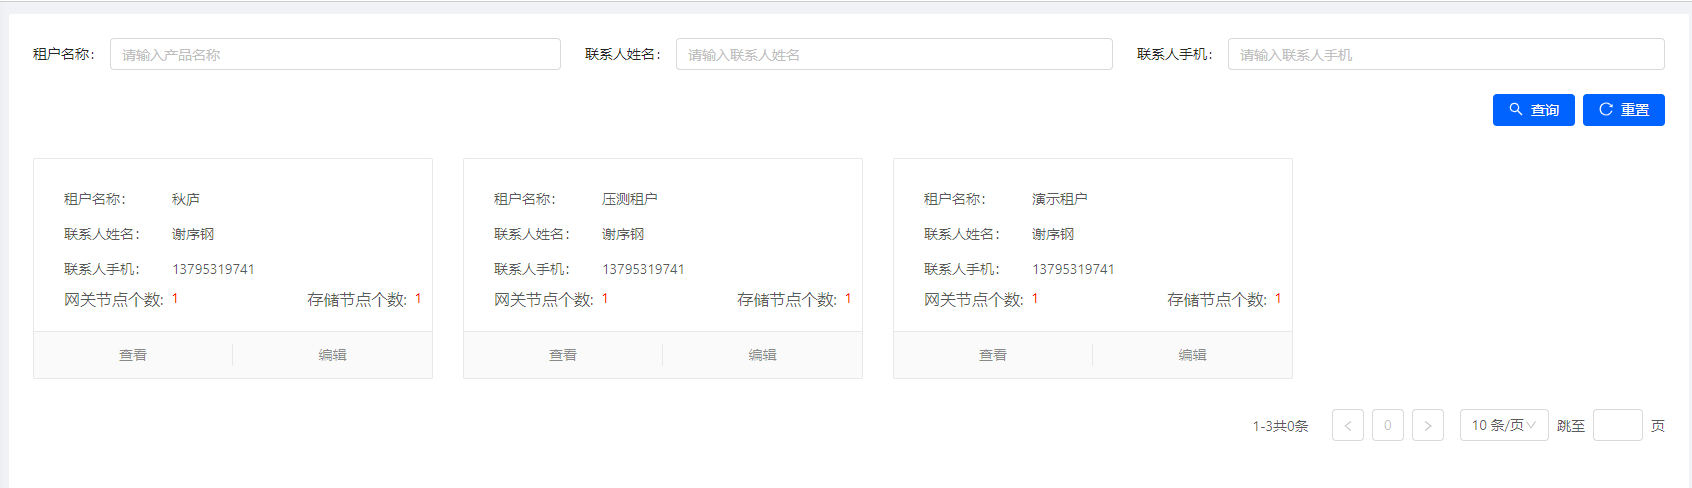 租户名称： 请输入产品名称 联系人姓名： 请输入联系人姓名 联系人手机： 请输入联系人手机
查询 重置
租户名称： 秋庐 租户名称： 压测租户 租户名称： 演示租户
联系人姓名： 谢序钢 联系人姓名： 谢序钢 联系人姓名： 谢序钢
联系人手机： 13795319741 联系人手机： 13795319741 联系人手机： 13795319741
网关节点个数: 1 存储节点个数: 1 网关节点个数: 1 存储节点个数: 1 网关节点个数: 1 存储节点个数: 1
查看 编辑 查看 编辑 查看 编辑
1-3共0条 < 0 > 10 条/页 跳至 页